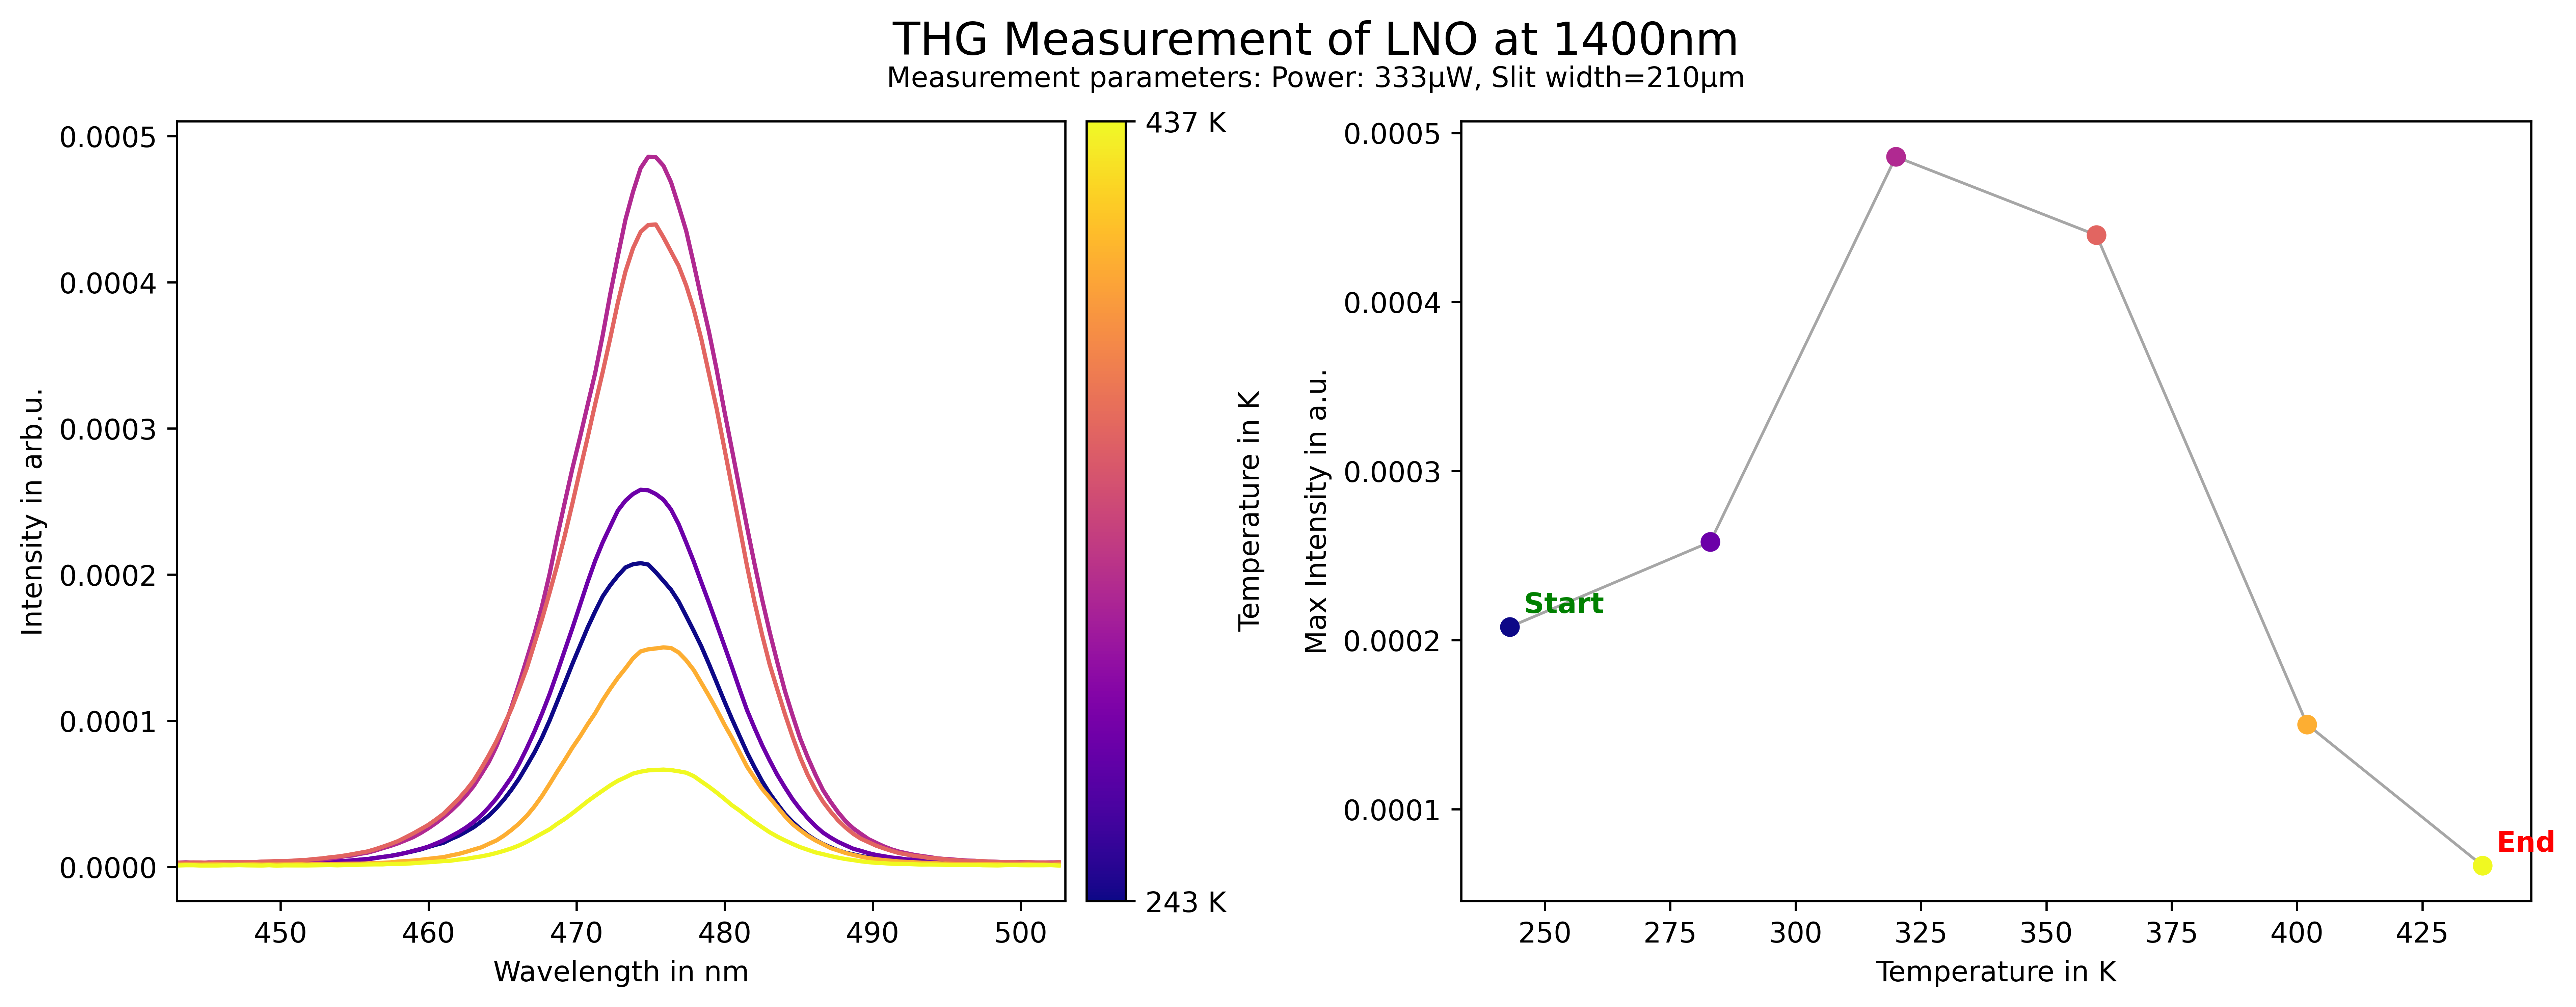 THG Measurement of LNO at 1400nm
Measurement parameters: Power: 333μW, Slit width=210μm
Intensity in arb.u.
0.0005
0.0004
0.0003
0.0002
0.0001
0.0000
450
460
470
480
490
500
Wavelength in nm
437 K
243 K
Temperature in K
Max Intensity in a.u.
0.0005
0.0004
0.0003
0.0002
0.0001
Start
End
250
275
300
325
350
375
400
425
Temperature in K